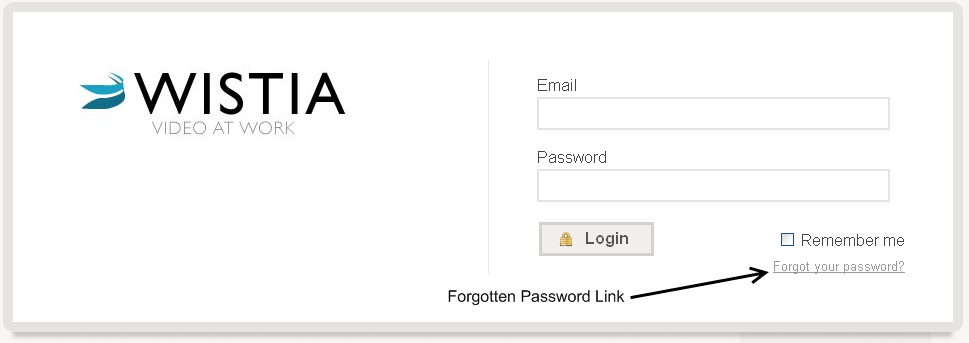 WISTIA
VIDEO AT WORK
Email
Password
Login
Remember me
Forgot your password?
Forgotten Password Link